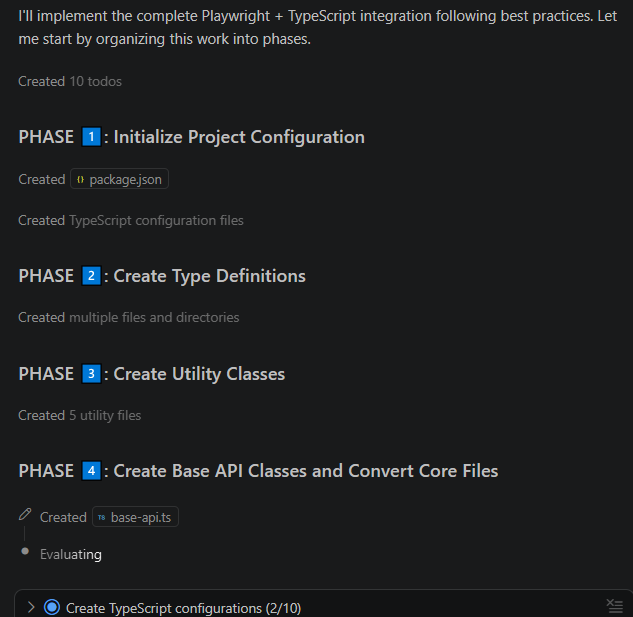 I'll implement the complete Playwright + TypeScript integration following best practices. Let
me start by organizing this work into phases.
Created 10 todos
PHASE 1️⃣: Initialize Project Configuration
Created {} package.json
Created TypeScript configuration files
PHASE 2️⃣: Create Type Definitions
Created multiple files and directories
PHASE 3️⃣: Create Utility Classes
Created 5 utility files
PHASE 4️⃣: Create Base API Classes and Convert Core Files
Created TS base-api.ts
Evaluating
Create TypeScript configurations (2/10)